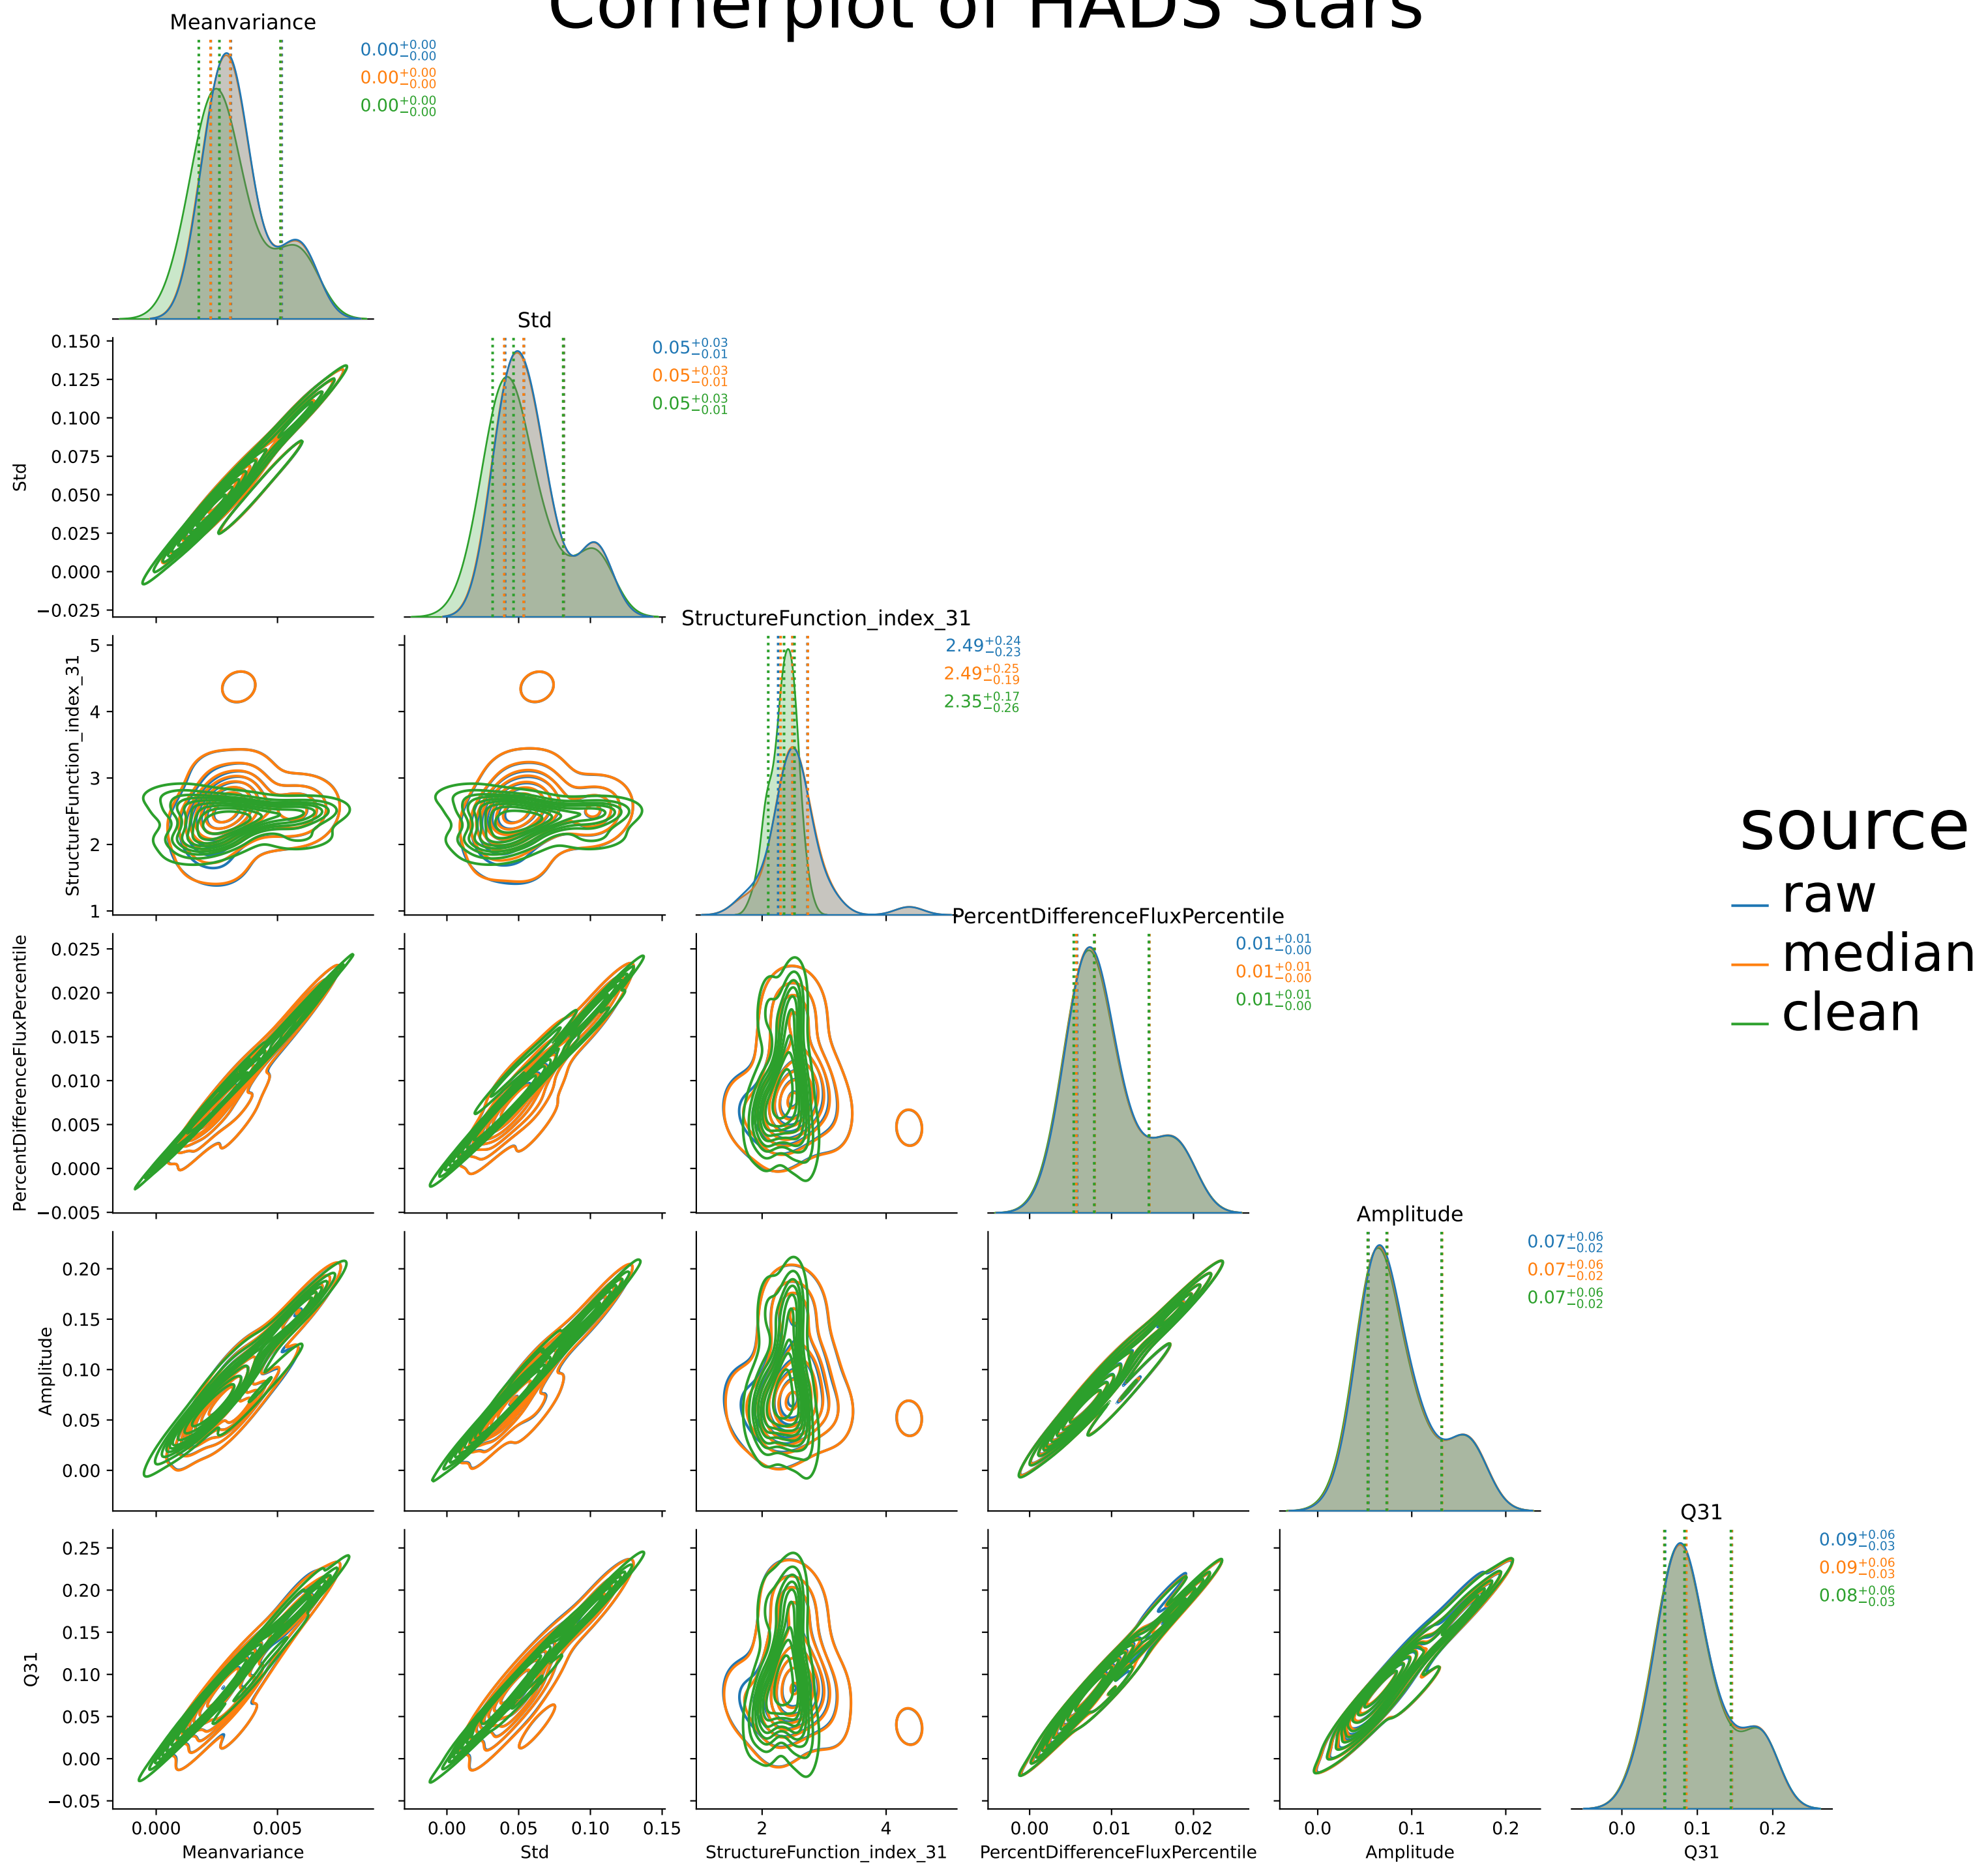 Cornerplot of HADS Stars
Meanvariance
0.00+0.00−0.00
0.00+0.00−0.00
0.00+0.00−0.00
Std
0.05+0.03−0.01
0.05+0.03−0.01
0.05+0.03−0.01
0.150
0.125
0.100
0.075
0.050
0.025
0.000
−0.025
Std
StructureFunction_index_31
2.49+0.24−0.23
2.49+0.25−0.19
2.35+0.17−0.26
5
4
3
2
1
StructureFunction_index_31
source
raw
median
clean
PercentDifferenceFluxPercentile
0.01+0.01−0.00
0.01+0.01−0.00
0.01+0.01−0.00
0.025
0.020
0.015
0.010
0.005
0.000
−0.005
PercentDifferenceFluxPercentile
Amplitude
0.07+0.06−0.02
0.07+0.06−0.02
0.07+0.06−0.02
0.20
0.15
0.10
0.05
0.00
Amplitude
Q31
0.09+0.06−0.03
0.09+0.06−0.03
0.08+0.06−0.03
0.25
0.20
0.15
0.10
0.05
0.00
−0.05
Q31
0.000 0.005 0.00 0.05 0.10 0.15 2 4 0.00 0.01 0.02 0.0 0.1 0.2 0.0 0.1 0.2
Meanvariance Std StructureFunction_index_31 PercentDifferenceFluxPercentile Amplitude Q31